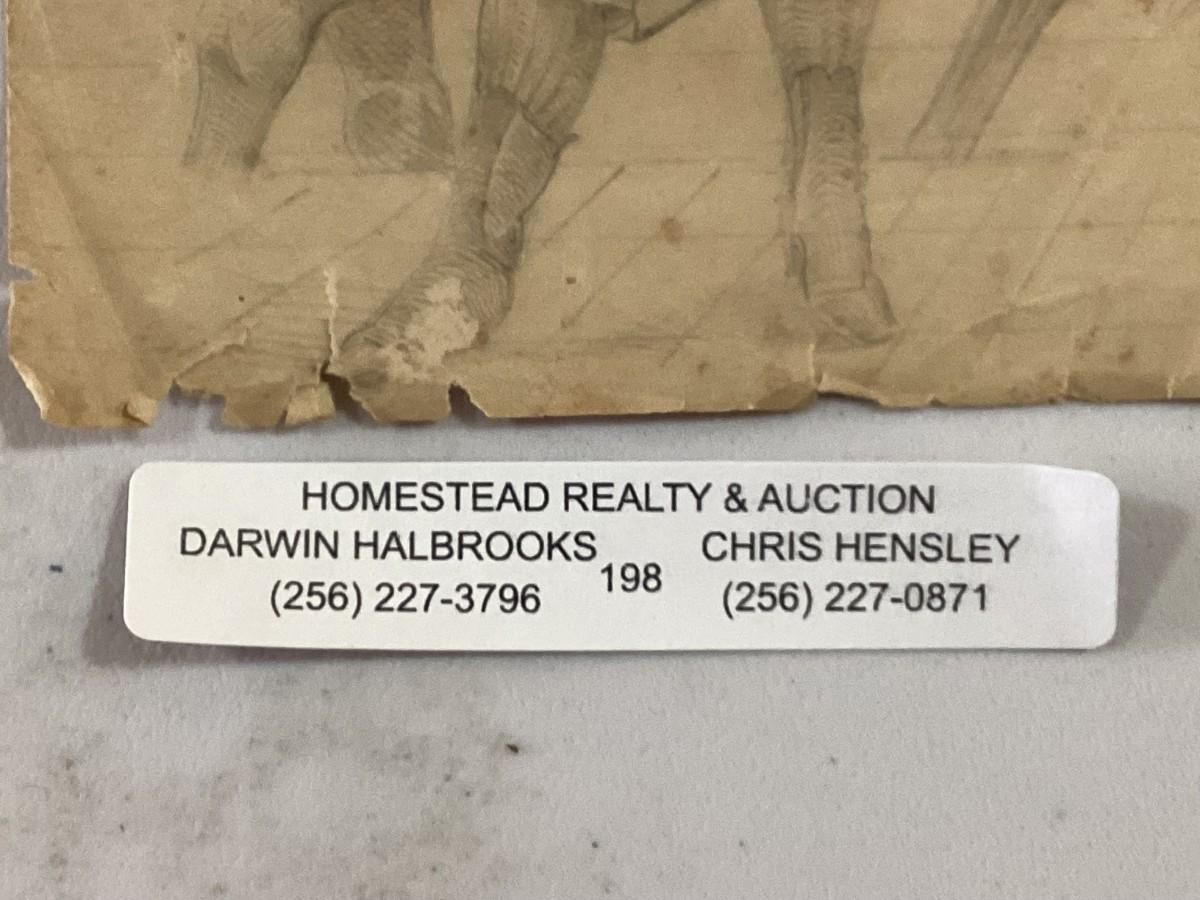 HOMESTEAD REALTY & AUCTION
DARWIN HALBROOKS CHRIS HENSLEY
198
(256) 227-3796 (256) 227-0871